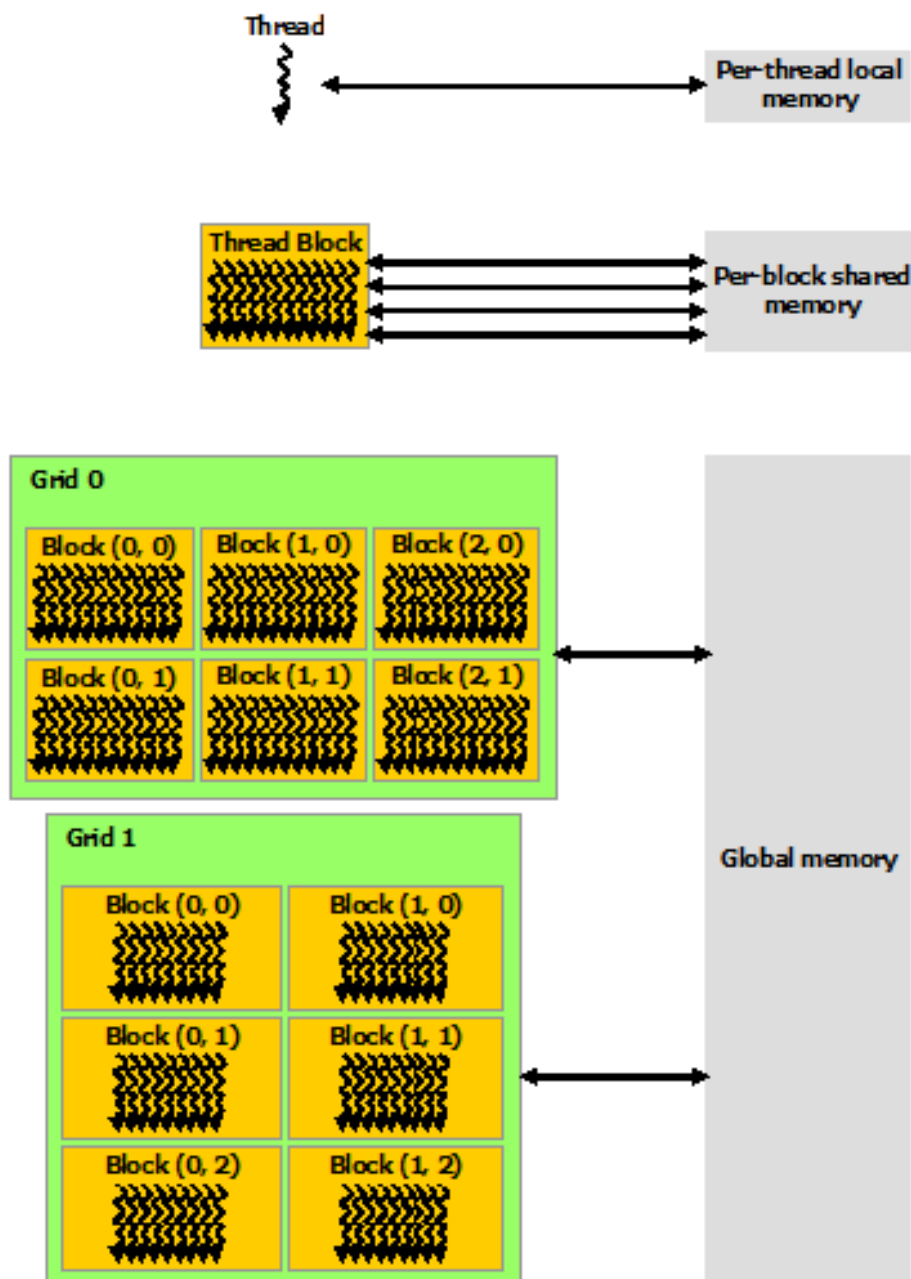 Thread
Per-thread local
memory
Thread Block
Per-block shared
memory
Grid 0
Block (0, 0)
Block (1, 0)
Block (2, 0)
Block (0, 1)
Block (1, 1)
Block (2, 1)
Grid 1
Global memory
Block (0, 0)
Block (1, 0)
Block (0, 1)
Block (1, 1)
Block (0, 2)
Block (1, 2)